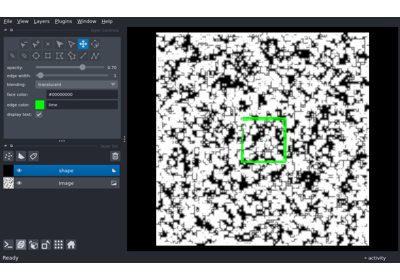 File View Layers Plugins Window Help
layer controls
opacity: 0.70
edge width: 1
blending: translucent
face color: #00000000
edge color: lime
display text: ✓
layer list
shape
image
Ready activity